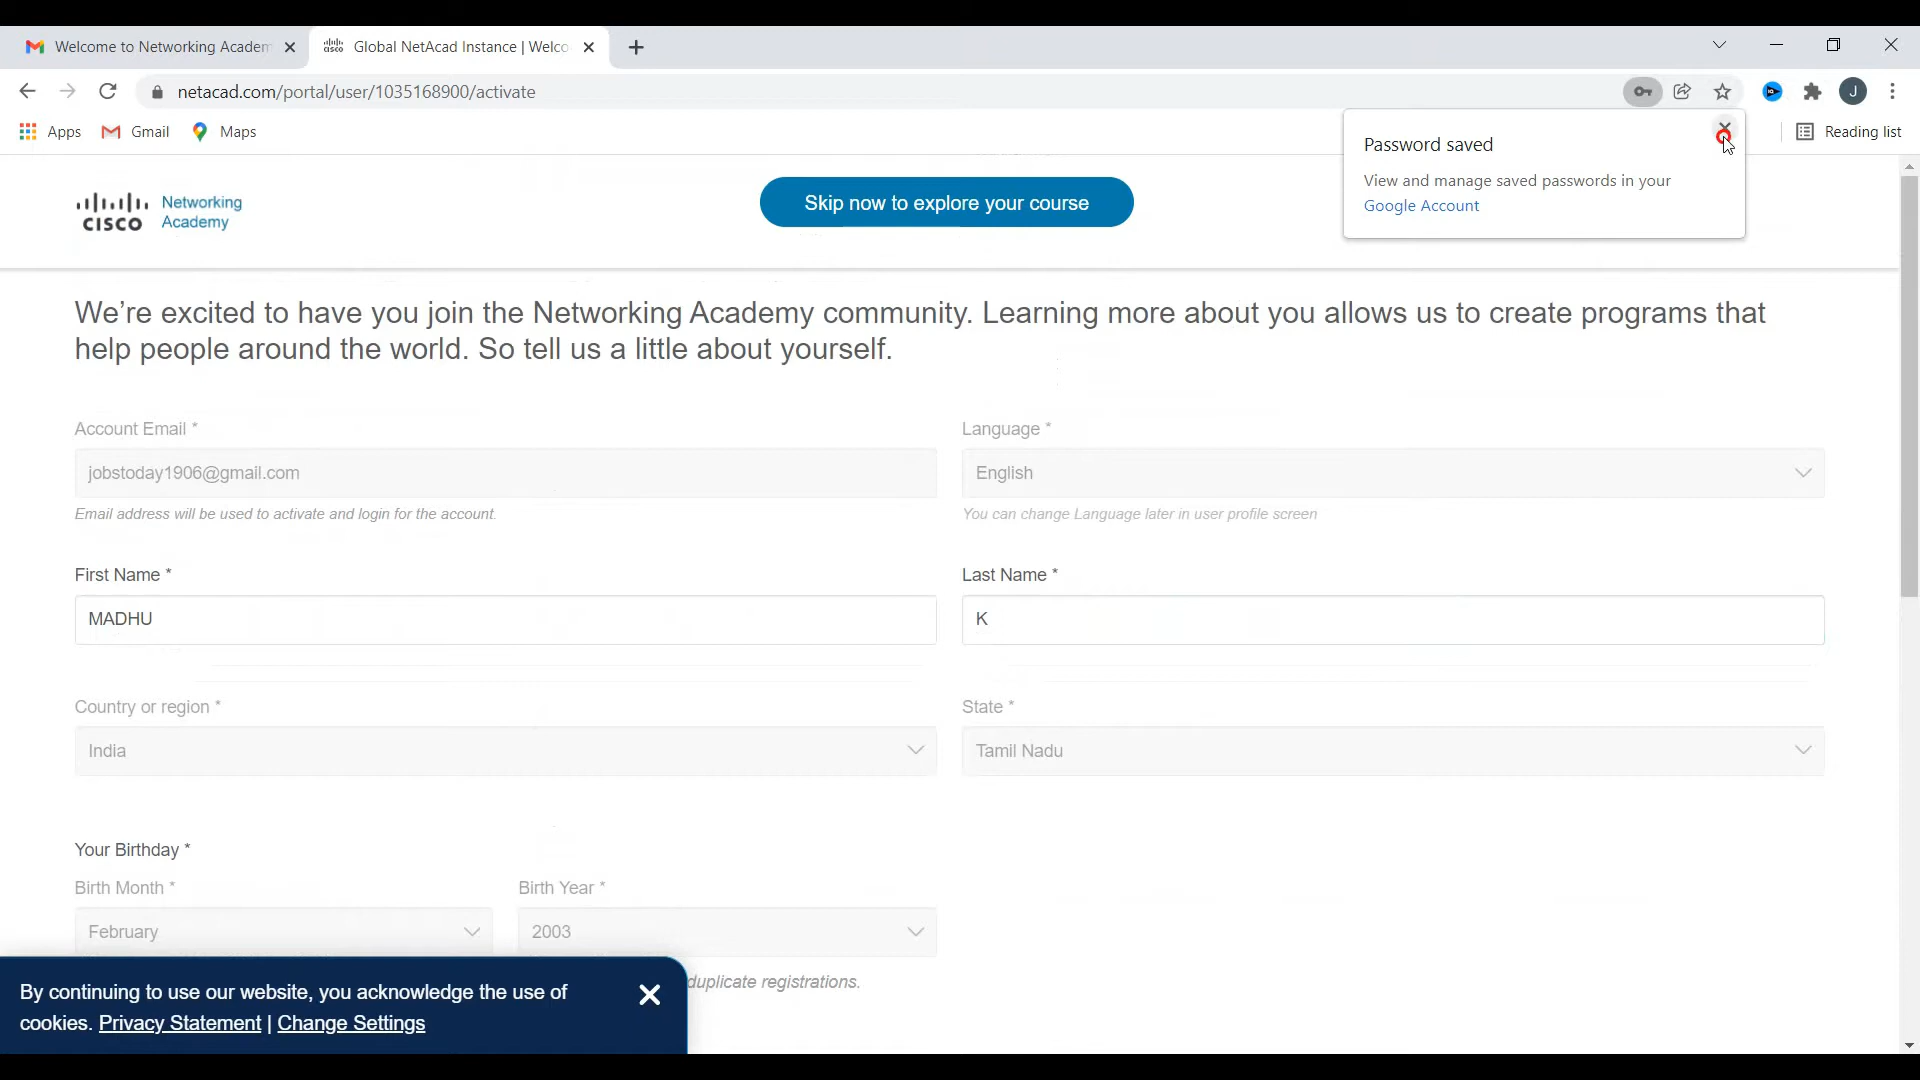 Welcome to Networking Academ
Global NetAcad Instance | Welco
netacad.com/portal/user/1035168900/activate
J
Apps
Gmail
Maps
Reading list
Password saved
View and manage saved passwords in your
Google Account
cisco
Networking
Academy
Skip now to explore your course
We’re excited to have you join the Networking Academy community. Learning more about you allows us to create programs that
help people around the world. So tell us a little about yourself.
Account Email *
Language *
jobstoday1906@gmail.com
English
Email address will be used to activate and login for the account.
You can change Language later in user profile screen
First Name *
Last Name *
MADHU
K
Country or region *
State *
India
Tamil Nadu
Your Birthday *
Birth Month *
Birth Year *
February
2003
duplicate registrations.
By continuing to use our website, you acknowledge the use of
cookies. Privacy Statement | Change Settings